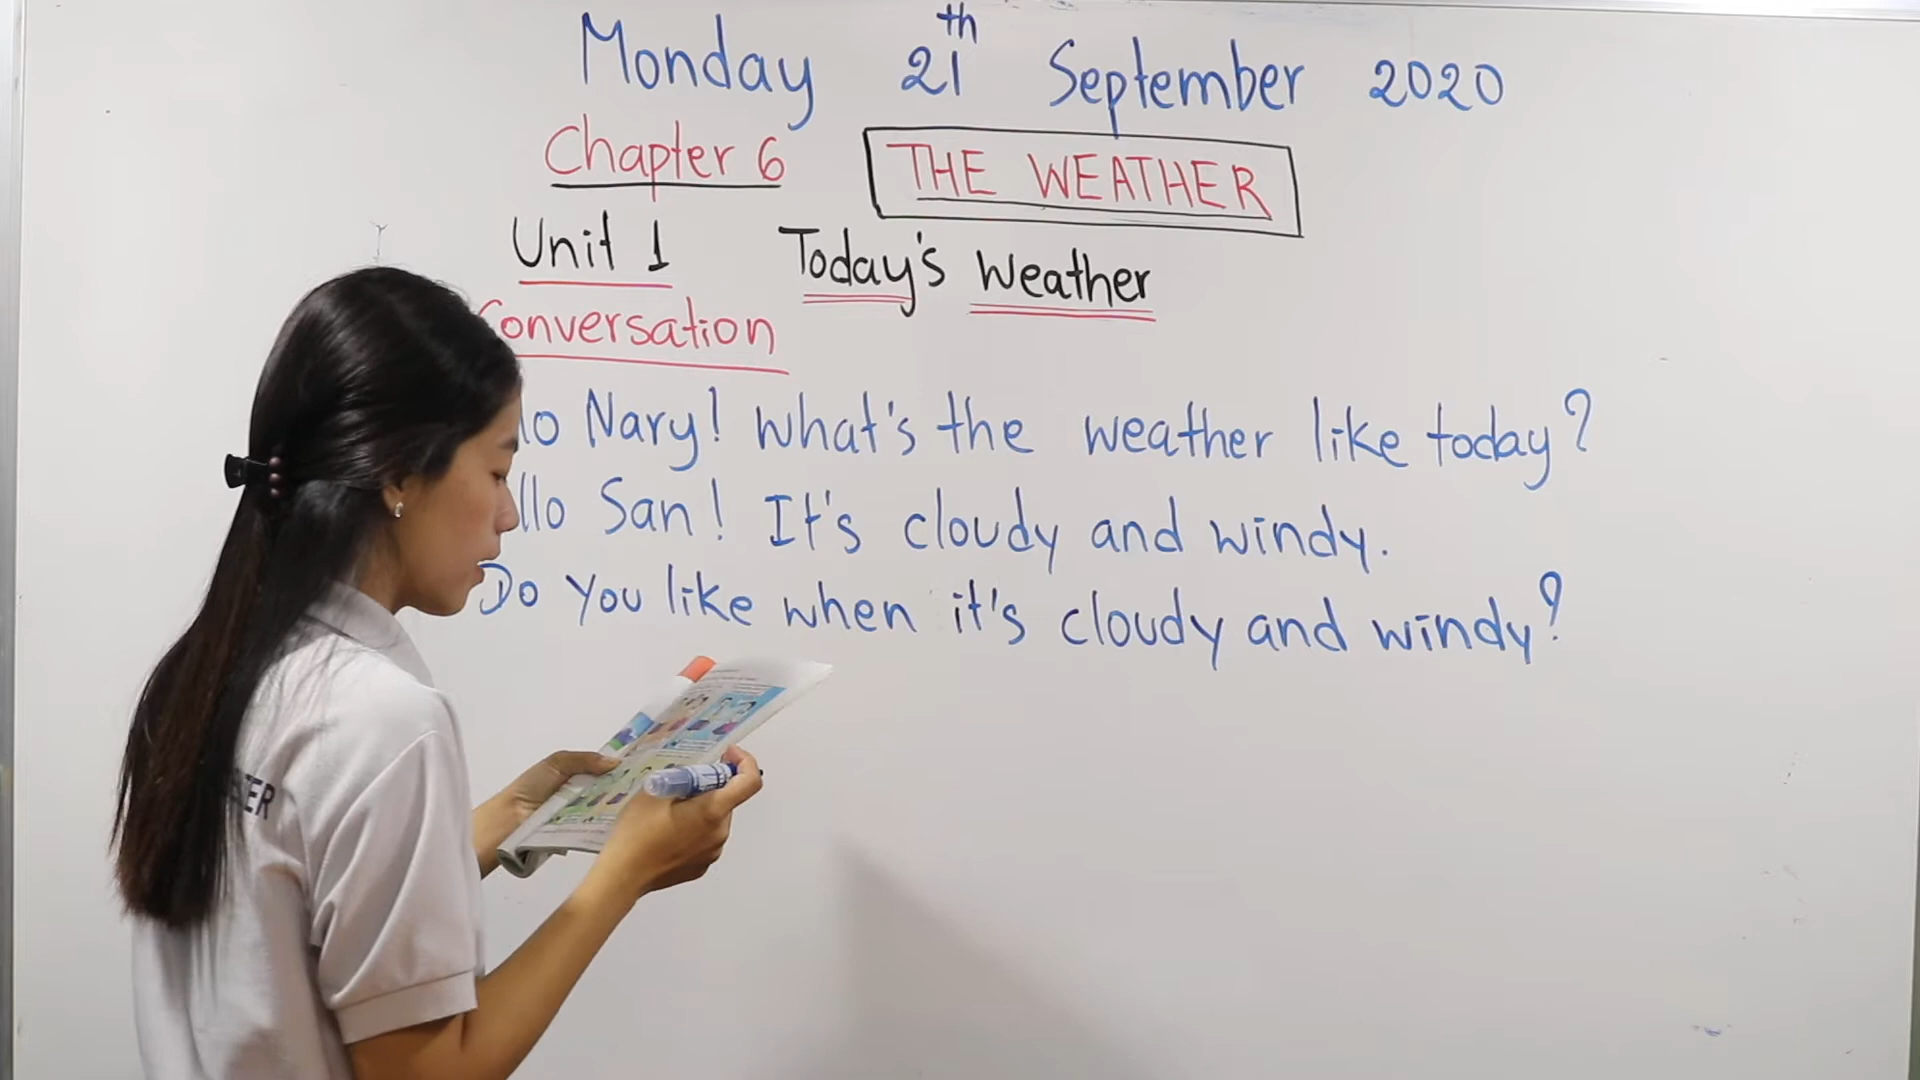 Monday 21th September 2020
Chapter 6 THE WEATHER
Unit 1 Today's Weather
Conversation
Nary! What's the weather like today?
San! It's cloudy and windy.
Do You like when it's cloudy and windy?